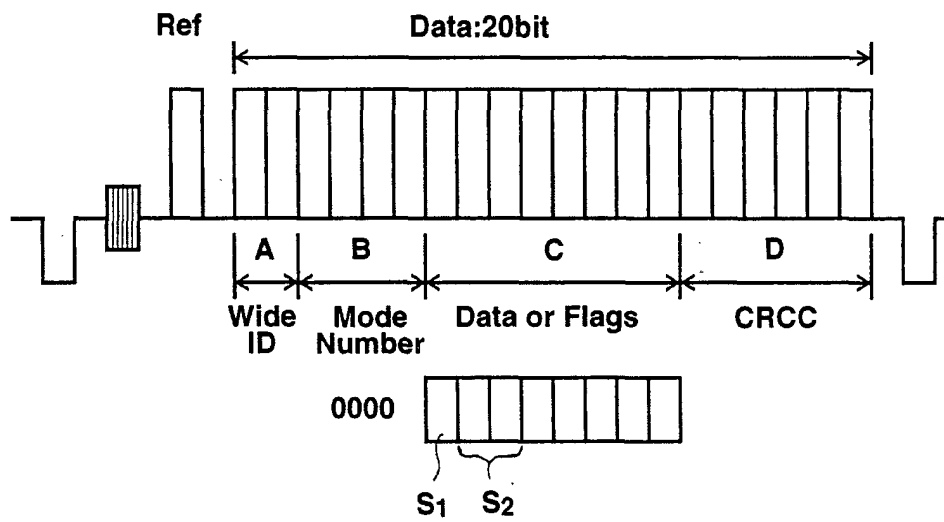 Ref Data:20bit
A B C D
Wide ID Mode Number Data or Flags CRCC
0000
S1 S2